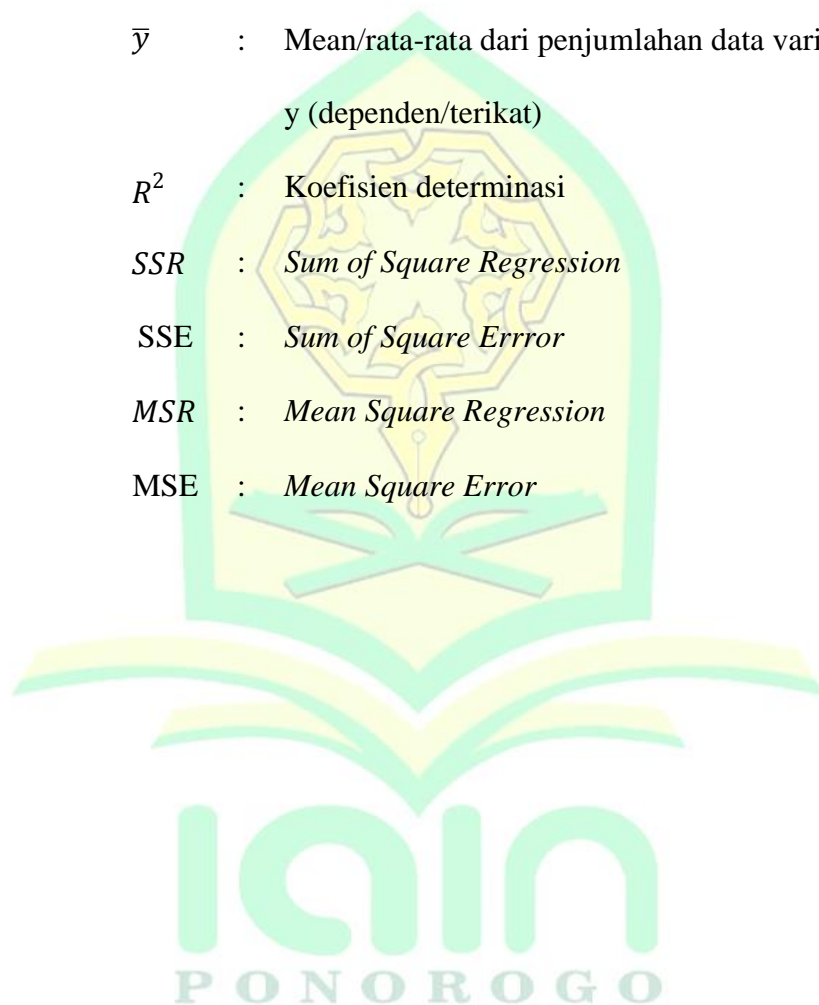 y̅ : Mean/rata-rata dari penjumlahan data vari
y (dependen/terikat)
R² : Koefisien determinasi
SSR : Sum of Square Regression
SSE : Sum of Square Errror
MSR : Mean Square Regression
MSE : Mean Square Error
iain
PONOROGO